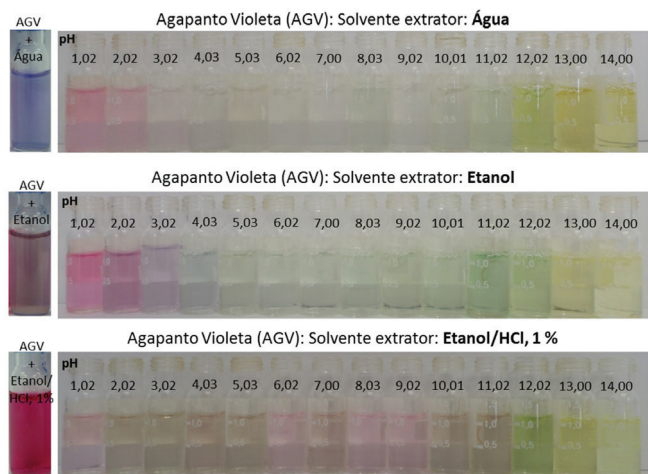 Agapanto Violeta (AGV): Solvente extrator: Água
AGV
+
Água
pH
1,02 2,02 3,02 4,03 5,03 6,02 7,00 8,03 9,02 10,01 11,02 12,02 13,00 14,00
Agapanto Violeta (AGV): Solvente extrator: Etanol
AGV
+
Etanol
pH
1,02 2,02 3,02 4,03 5,03 6,02 7,00 8,03 9,02 10,01 11,02 12,02 13,00 14,00
Agapanto Violeta (AGV): Solvente extrator: Etanol/HCl, 1 %
AGV
+
Etanol/
HCl, 1%
pH
1,02 2,02 3,02 4,03 5,03 6,02 7,00 8,03 9,02 10,01 11,02 12,02 13,00 14,00